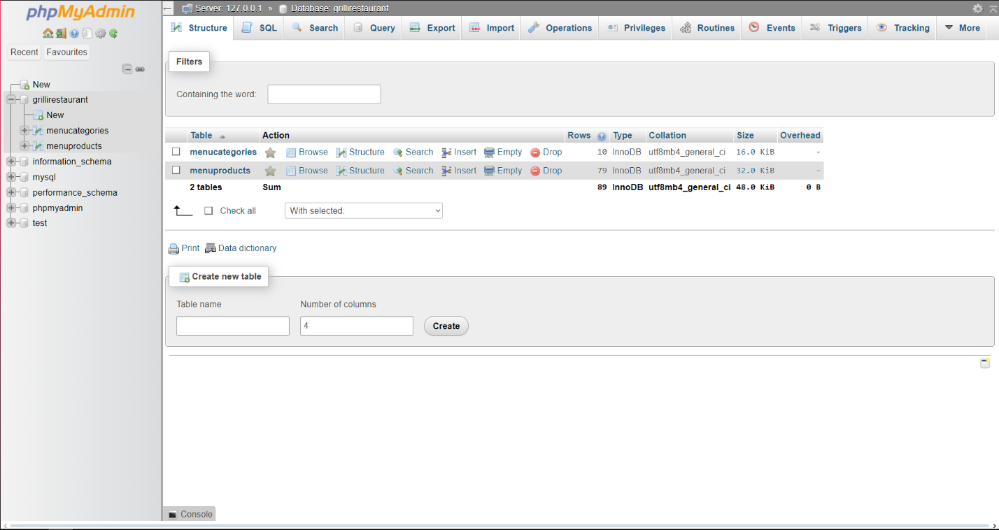 phpMyAdmin
Recent Favourites
New
grillirestaurant
New
menucategories
menuproducts
information_schema
mysql
performance_schema
phpmyadmin
test
Server: 127.0.0.1 » Database: grillirestaurant
Structure SQL Search Query Export Import Operations Privileges Routines Events Triggers Tracking More
Filters
Containing the word:
Table Action Rows Type Collation Size Overhead
menucategories Browse Structure Search Insert Empty Drop 10 InnoDB utf8mb4_general_ci 16.0 KiB -
menuproducts Browse Structure Search Insert Empty Drop 79 InnoDB utf8mb4_general_ci 32.0 KiB -
2 tables Sum 89 InnoDB utf8mb4_general_ci 48.0 KiB 0 B
Check all With selected:
Print Data dictionary
Create new table
Table name Number of columns
4 Create
Console